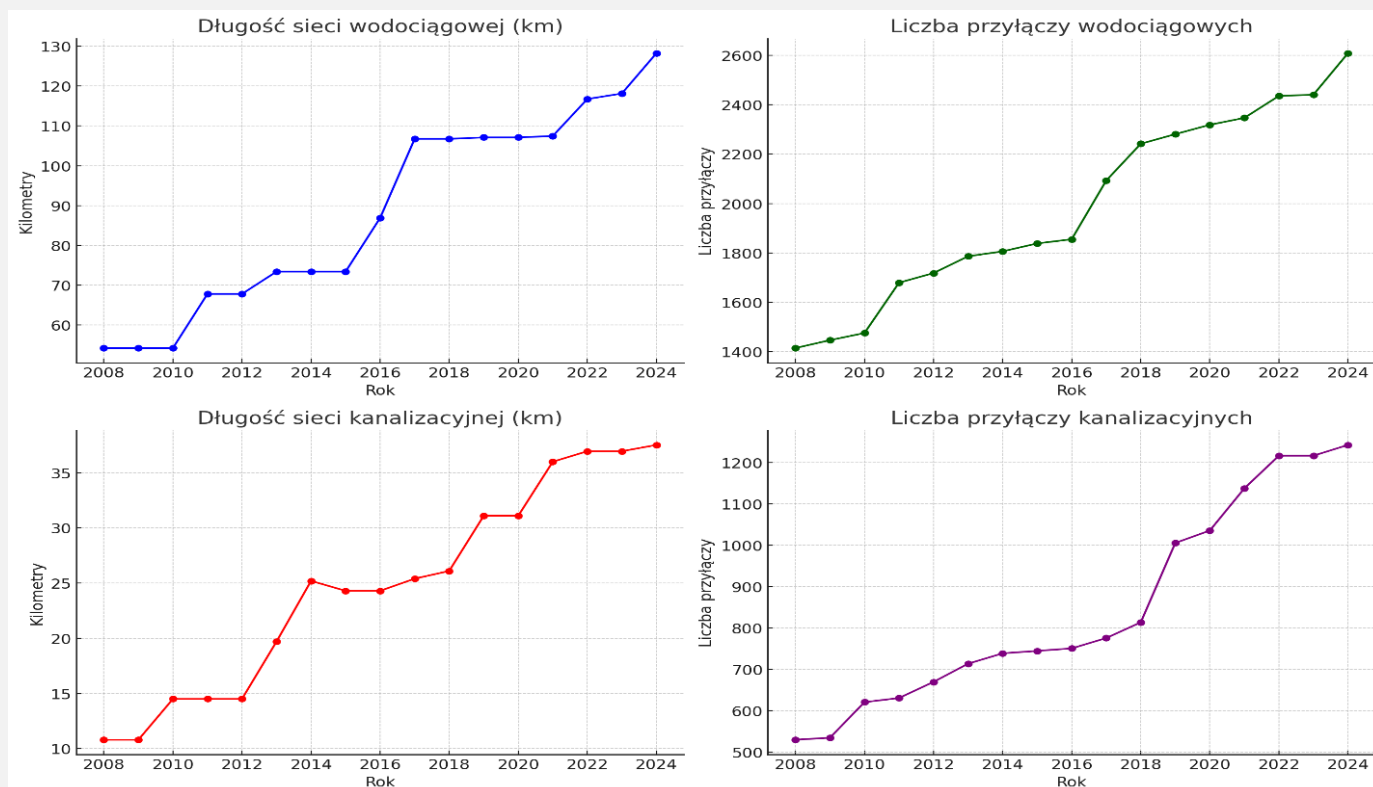 Długość sieci wodociągowej (km)
Kilometry
130
120
110
100
90
80
70
60
2008 2010 2012 2014 2016 2018 2020 2022 2024
Rok
Liczba przyłączy wodociągowych
Liczba przyłączy
2600
2400
2200
2000
1800
1600
1400
2008 2010 2012 2014 2016 2018 2020 2022 2024
Rok
Długość sieci kanalizacyjnej (km)
Kilometry
35
30
25
20
15
10
2008 2010 2012 2014 2016 2018 2020 2022 2024
Rok
Liczba przyłączy kanalizacyjnych
Liczba przyłączy
1200
1100
1000
900
800
700
600
500
2008 2010 2012 2014 2016 2018 2020 2022 2024
Rok